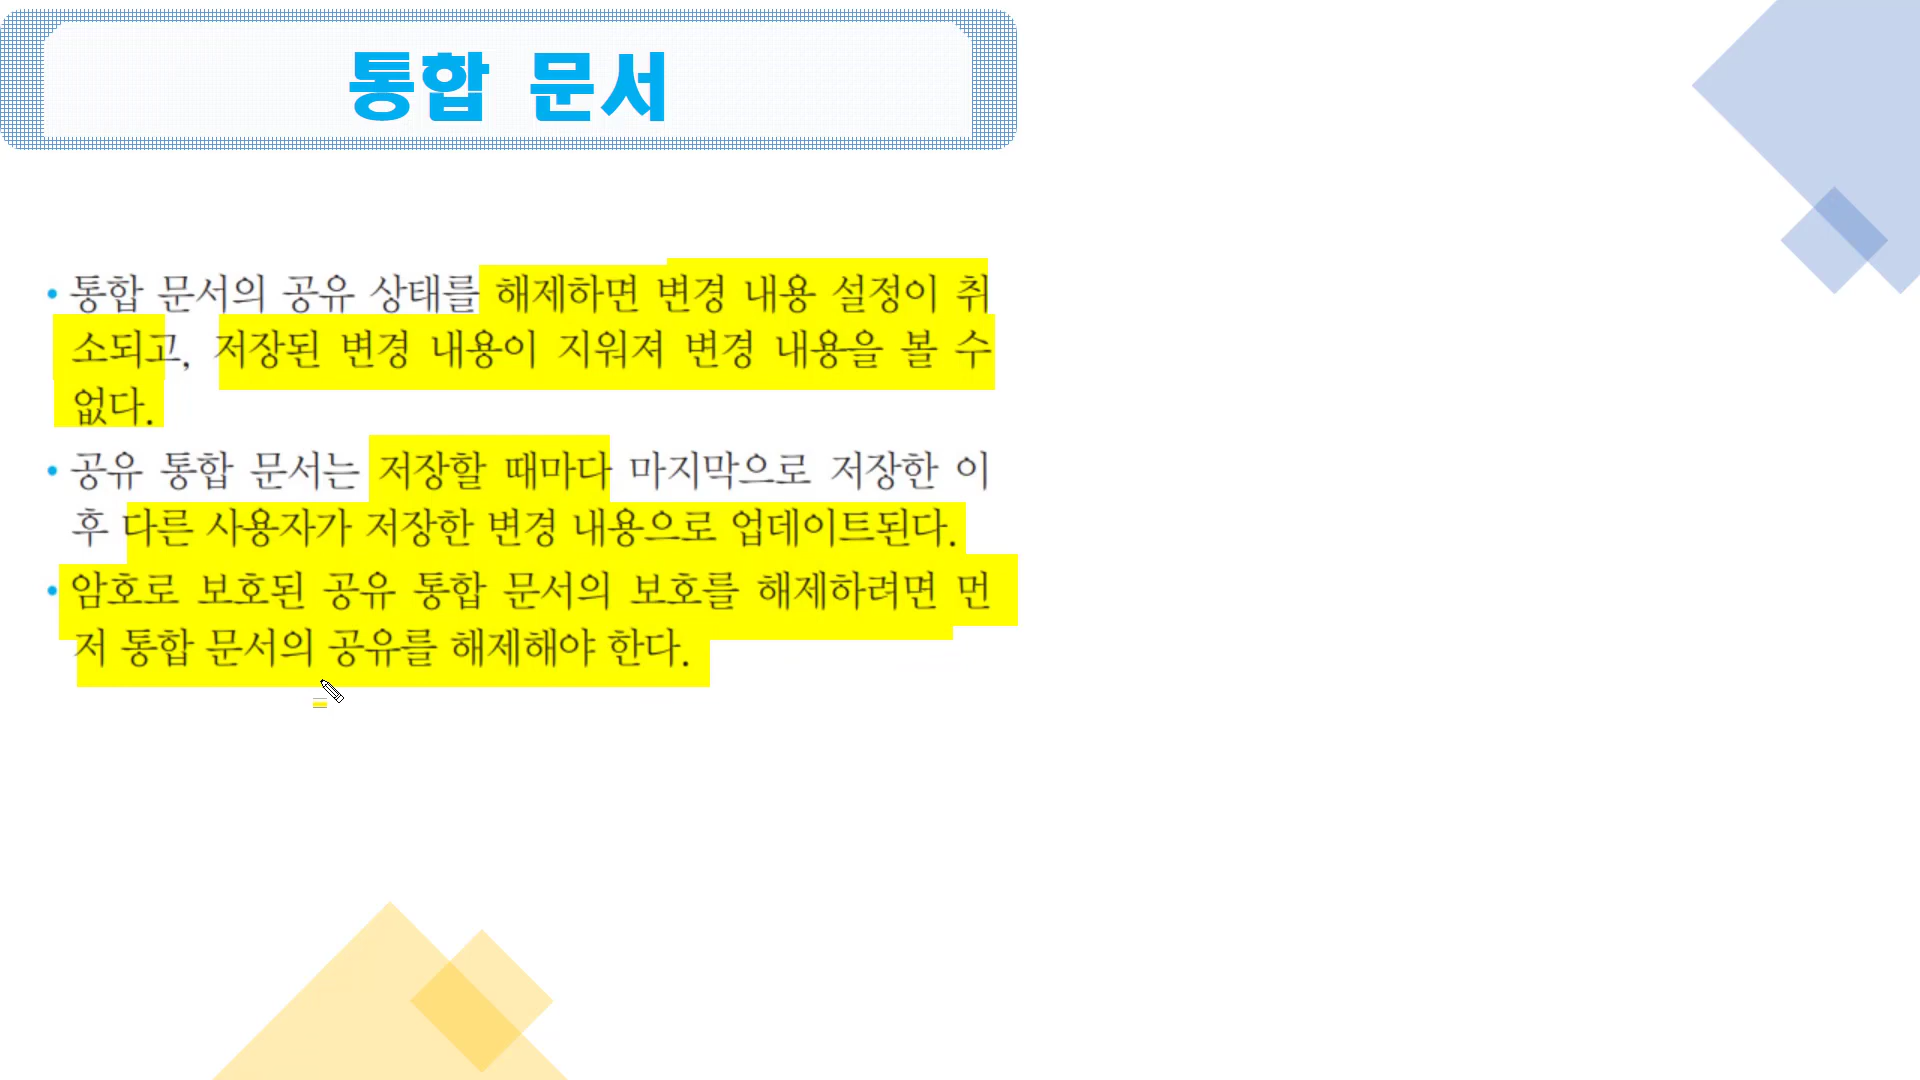 통합 문서
• 통합 문서의 공유 상태를 해제하면 변경 내용 설정이 취
소되고, 저장된 변경 내용이 지워져 변경 내용을 볼 수
없다.
• 공유 통합 문서는 저장할 때마다 마지막으로 저장한 이
후 다른 사용자가 저장한 변경 내용으로 업데이트된다.
• 암호로 보호된 공유 통합 문서의 보호를 해제하려면 먼
저 통합 문서의 공유를 해제해야 한다.